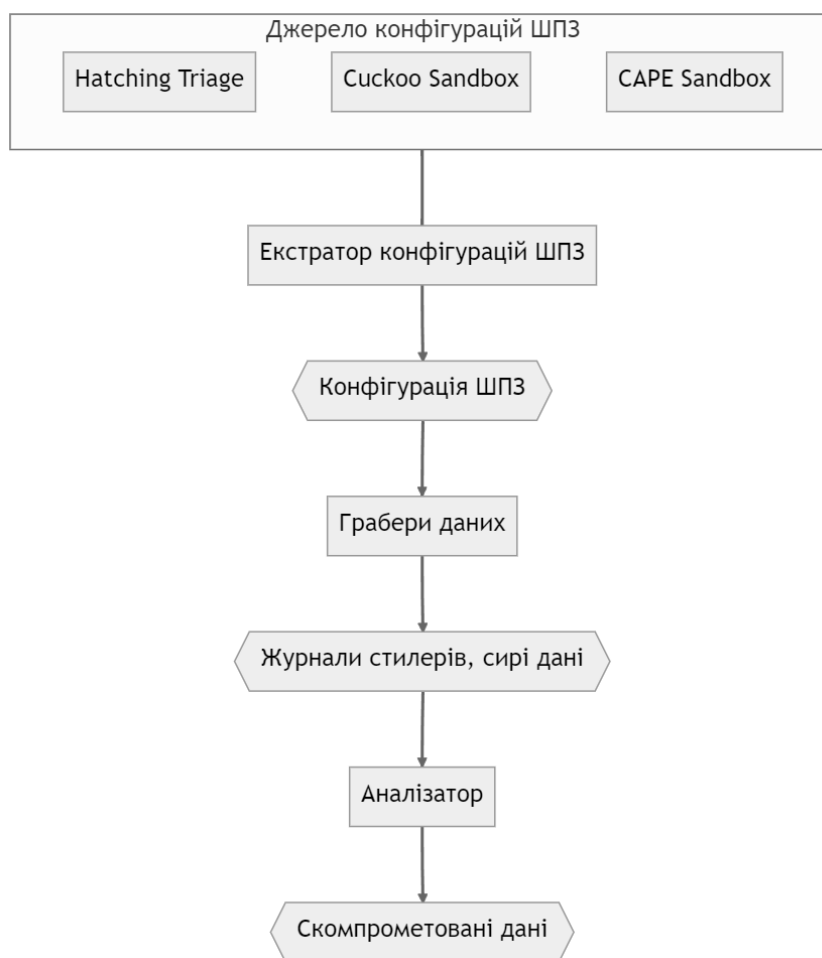 Джерело конфігурацій ШПЗ
Hatching Triage
Cuckoo Sandbox
CAPE Sandbox
Екстратор конфігурацій ШПЗ
Конфігурація ШПЗ
Грабери даних
Журнали стилерів, сирі дані
Аналізатор
Скомпрометовані дані